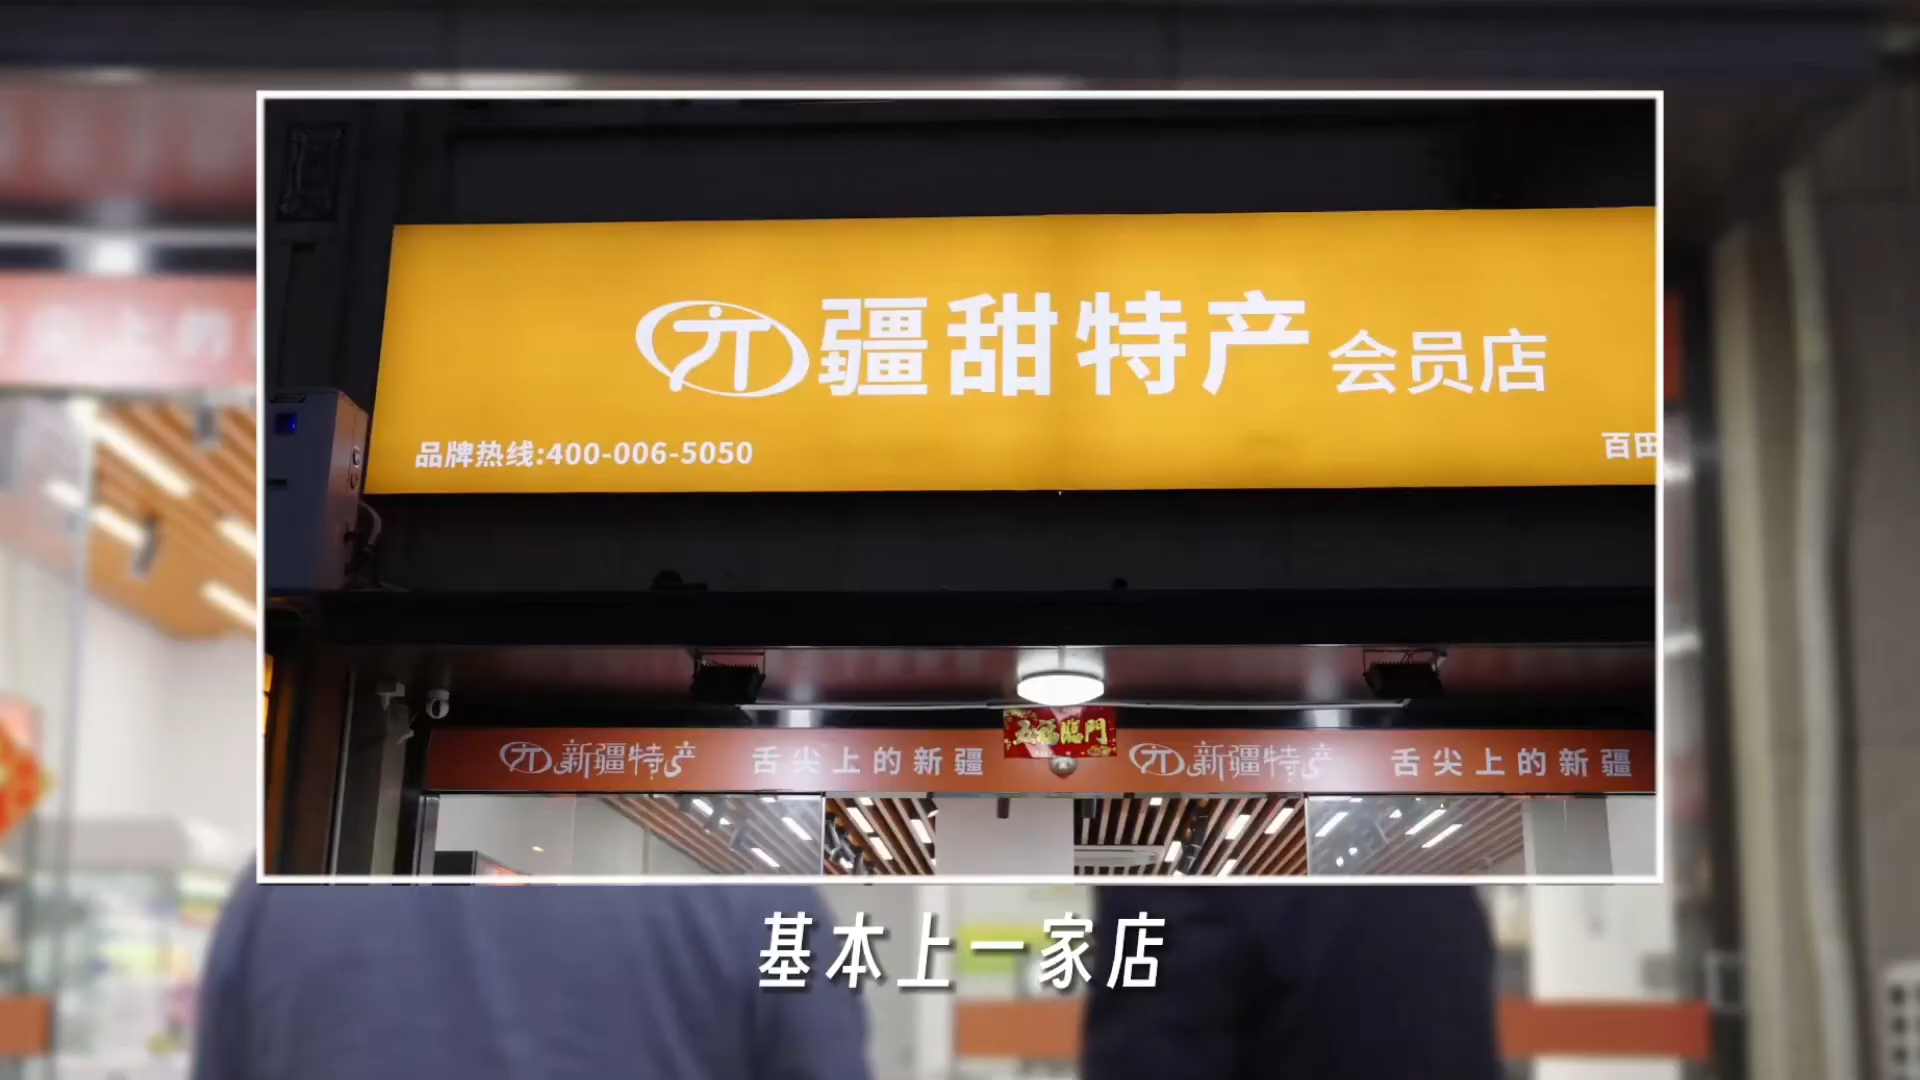 疆甜特产 会员店
品牌热线:400-006-5050
百田
五福臨門
新疆特产 舌尖上的新疆
新疆特产 舌尖上的新疆
基本上一家店